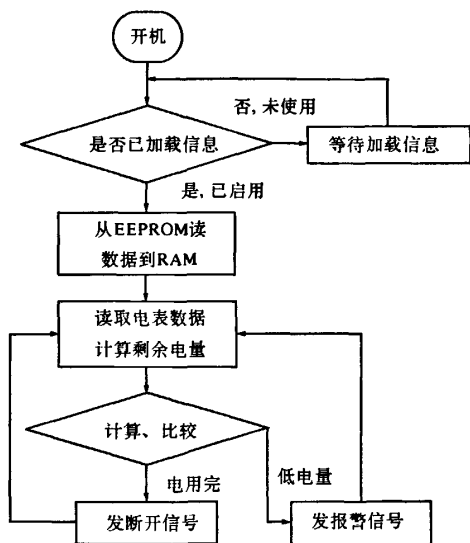 开机
否,未使用
是否已加载信息
等待加载信息
是,已启用
从EEPROM读
数据到RAM
读取电表数据
计算剩余电量
计算、比较
电用完
低电量
发断开信号
发报警信号